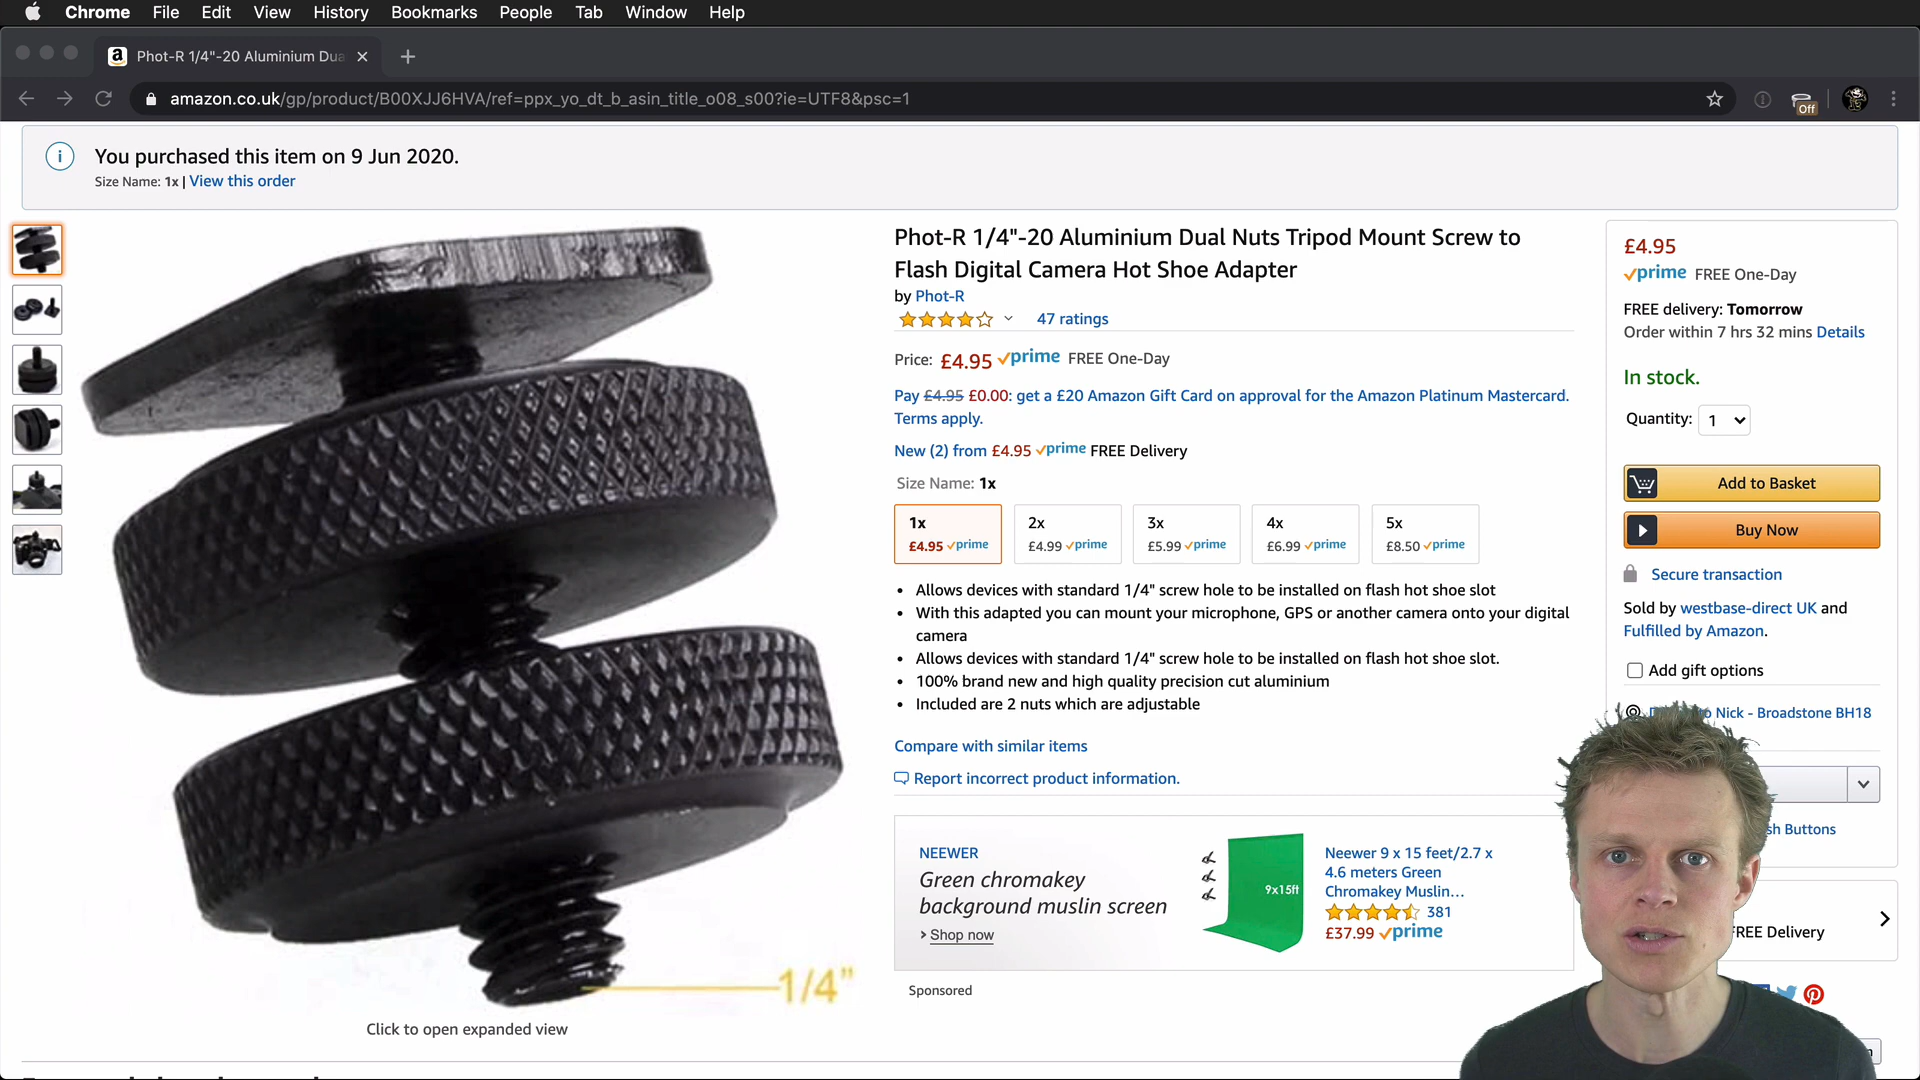 Chrome File Edit View History Bookmarks People Tab Window Help
Phot-R 1/4"-20 Aluminium Dua
amazon.co.uk/gp/product/B00XJJ6HVA/ref=ppx_yo_dt_b_asin_title_o08_s00?ie=UTF8&psc=1
Off
You purchased this item on 9 Jun 2020.
Size Name: 1x | View this order
1/4"
Click to open expanded view
Phot-R 1/4"-20 Aluminium Dual Nuts Tripod Mount Screw to
Flash Digital Camera Hot Shoe Adapter
by Phot-R
47 ratings
Price: £4.95 prime FREE One-Day
Pay £4.95 £0.00: get a £20 Amazon Gift Card on approval for the Amazon Platinum Mastercard.
Terms apply.
New (2) from £4.95 prime FREE Delivery
Size Name: 1x
1x 2x 3x 4x 5x
£4.95 prime £4.99 prime £5.99 prime £6.99 prime £8.50 prime
• Allows devices with standard 1/4" screw hole to be installed on flash hot shoe slot
• With this adapted you can mount your microphone, GPS or another camera onto your digital
camera
• Allows devices with standard 1/4" screw hole to be installed on flash hot shoe slot.
• 100% brand new and high quality precision cut aluminium
• Included are 2 nuts which are adjustable
Compare with similar items
Report incorrect product information.
NEEWER
Green chromakey
background muslin screen
Shop now
9x15ft
Neewer 9 x 15 feet/2.7 x
4.6 meters Green
Chromakey Muslin…
381
£37.99 prime
Sponsored
£4.95
prime FREE One-Day
FREE delivery: Tomorrow
Order within 7 hrs 32 mins Details
In stock.
Quantity: 1
Add to Basket
Buy Now
Secure transaction
Sold by westbase-direct UK and
Fulfilled by Amazon.
Add gift options
to Nick - Broadstone BH18
Buttons
FREE Delivery